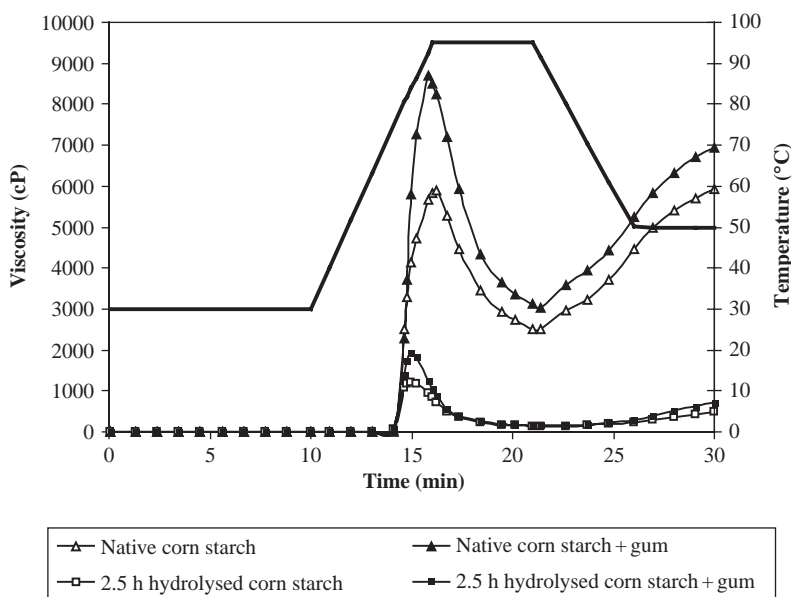 10000
9000
8000
7000
6000
5000
4000
3000
2000
1000
0
Viscosity (cP)
100
90
80
70
60
50
40
30
20
10
0
Temperature (°C)
0 5 10 15 20 25 30
Time (min)
Native corn starch
Native corn starch + gum
2.5 h hydrolysed corn starch
2.5 h hydrolysed corn starch + gum